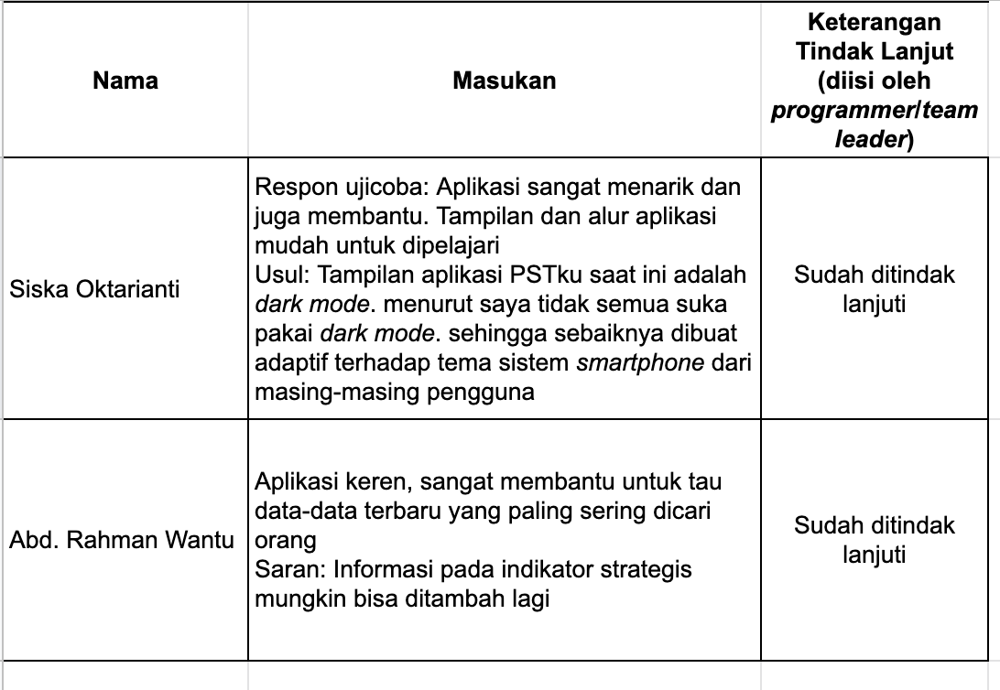 Nama
Masukan
Keterangan
Tindak Lanjut
(diisi oleh
programmer/team
leader)
Siska Oktarianti
Respon ujicoba: Aplikasi sangat menarik dan
juga membantu. Tampilan dan alur aplikasi
mudah untuk dipelajari
Usul: Tampilan aplikasi PSTku saat ini adalah
dark mode. menurut saya tidak semua suka
pakai dark mode. sehingga sebaiknya dibuat
adaptif terhadap tema sistem smartphone dari
masing-masing pengguna
Sudah ditindak
lanjuti
Abd. Rahman Wantu
Aplikasi keren, sangat membantu untuk tau
data-data terbaru yang paling sering dicari
orang
Saran: Informasi pada indikator strategis
mungkin bisa ditambah lagi
Sudah ditindak
lanjuti